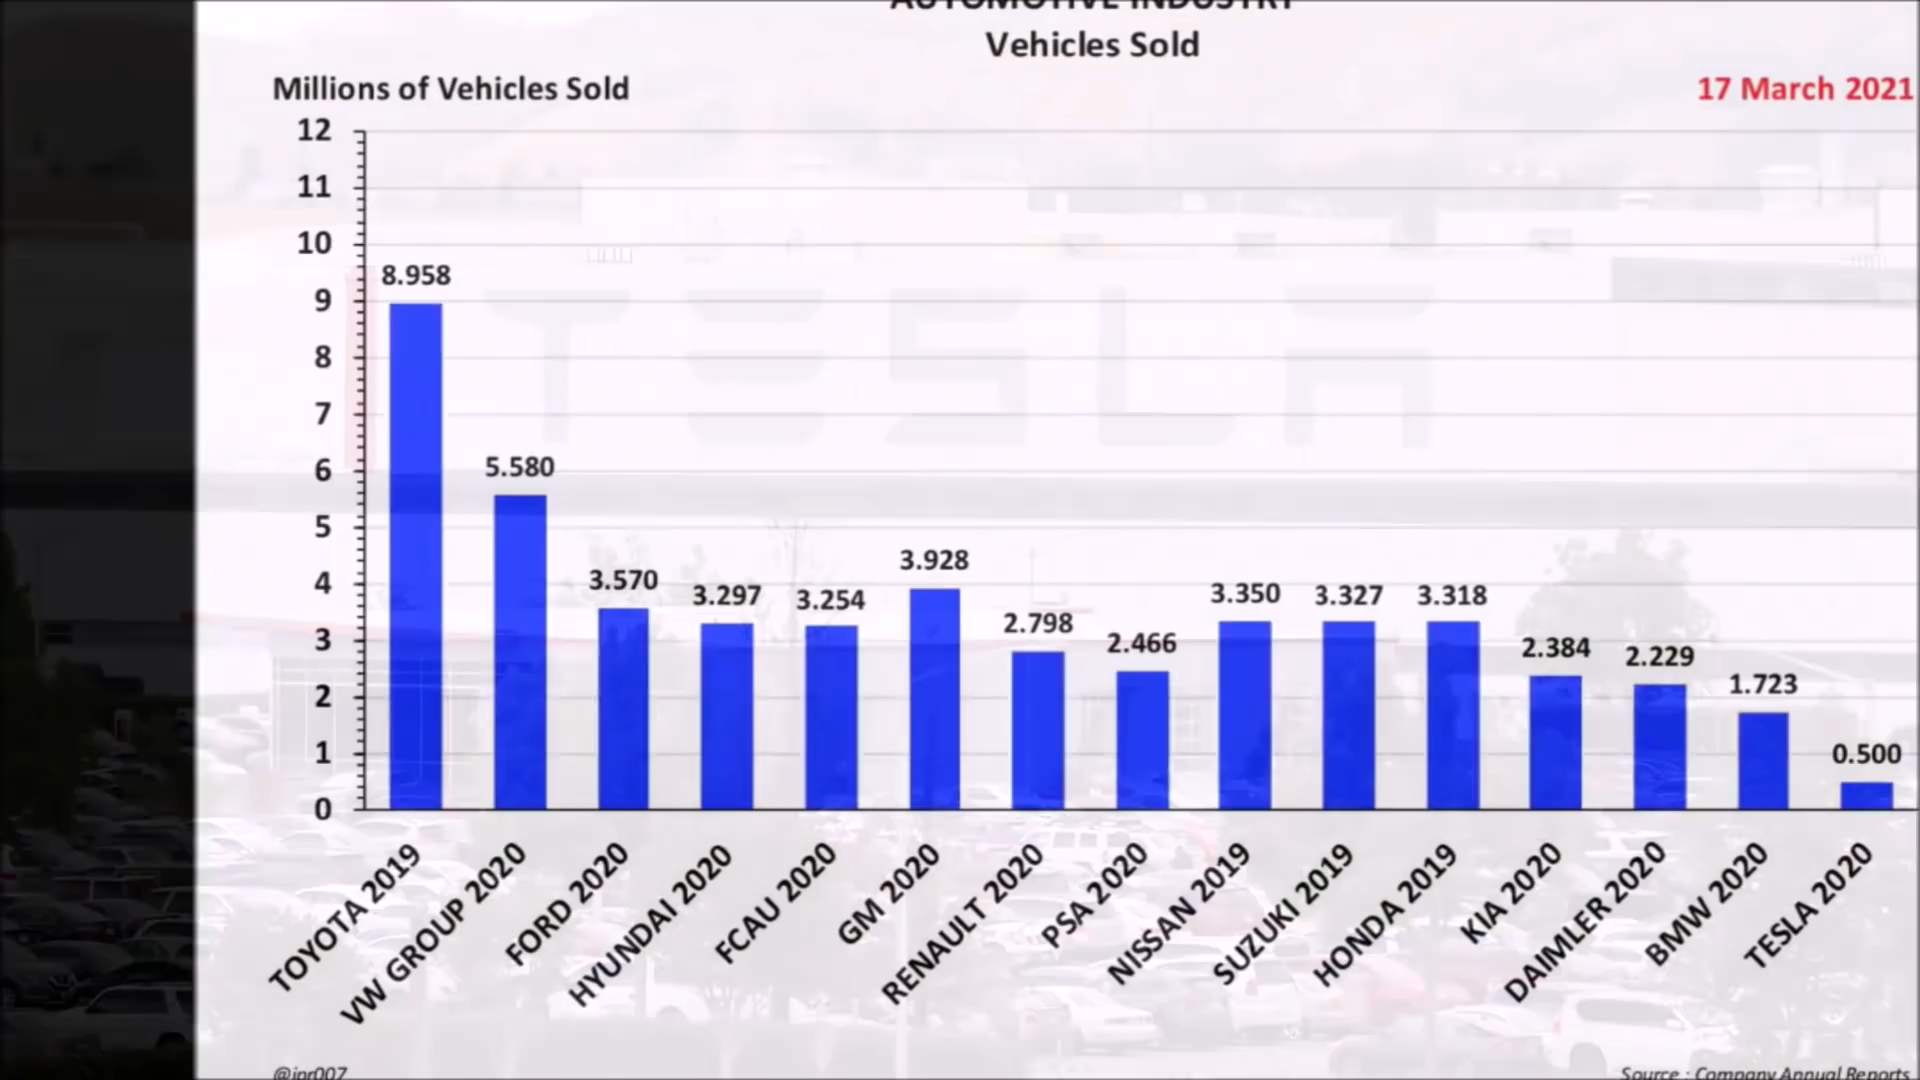 AUTOMOTIVE INDUSTRY
Vehicles Sold
Millions of Vehicles Sold
17 March 2021
12
11
10
9
8
7
6
5
4
3
2
1
0
8.958
5.580
3.570
3.297
3.254
3.928
2.798
2.466
3.350
3.327
3.318
2.384
2.229
1.723
0.500
TESLA
TOYOTA 2019
VW GROUP 2020
FORD 2020
HYUNDAI 2020
FCAU 2020
GM 2020
RENAULT 2020
PSA 2020
NISSAN 2019
SUZUKI 2019
HONDA 2019
KIA 2020
DAIMLER 2020
BMW 2020
TESLA 2020
@jpr007
Source : Company Annual Reports